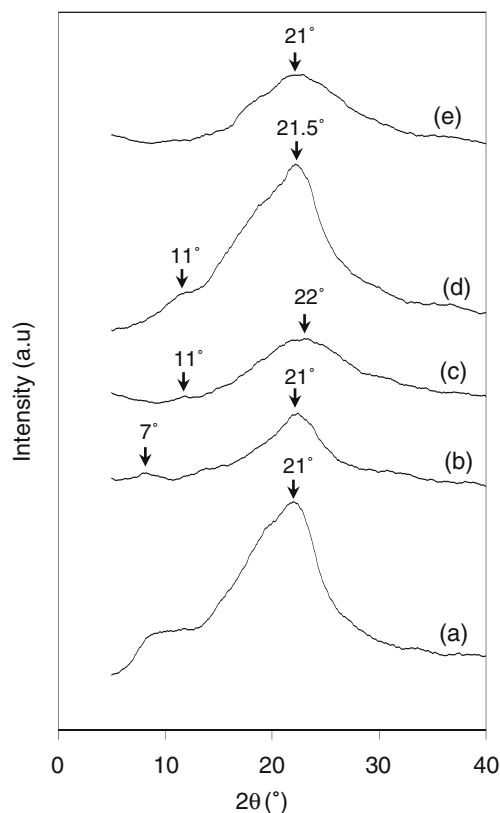 21°
(e)
21.5°
11°
(d)
22°
11°
(c)
21°
7°
(b)
21°
(a)
Intensity (a.u)
0 10 20 30 40
2θ (°)